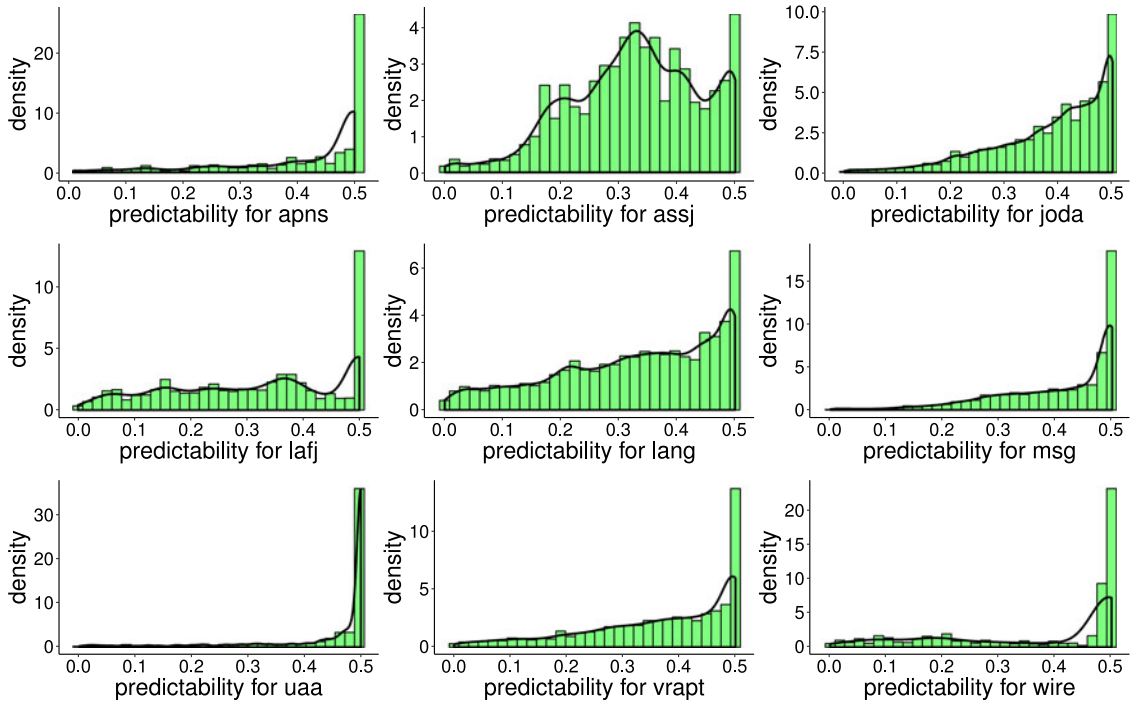 density
20
10
0
0.0 0.1 0.2 0.3 0.4 0.5
predictability for apns
density
4
3
2
1
0
0.0 0.1 0.2 0.3 0.4 0.5
predictability for assj
density
10.0
7.5
5.0
2.5
0.0
0.0 0.1 0.2 0.3 0.4 0.5
predictability for joda
density
10
5
0
0.0 0.1 0.2 0.3 0.4 0.5
predictability for lafj
density
6
4
2
0
0.0 0.1 0.2 0.3 0.4 0.5
predictability for lang
density
15
10
5
0
0.0 0.1 0.2 0.3 0.4 0.5
predictability for msg
density
30
20
10
0
0.0 0.1 0.2 0.3 0.4 0.5
predictability for uaa
density
10
5
0
0.0 0.1 0.2 0.3 0.4 0.5
predictability for vrapt
density
20
15
10
5
0
0.0 0.1 0.2 0.3 0.4 0.5
predictability for wire